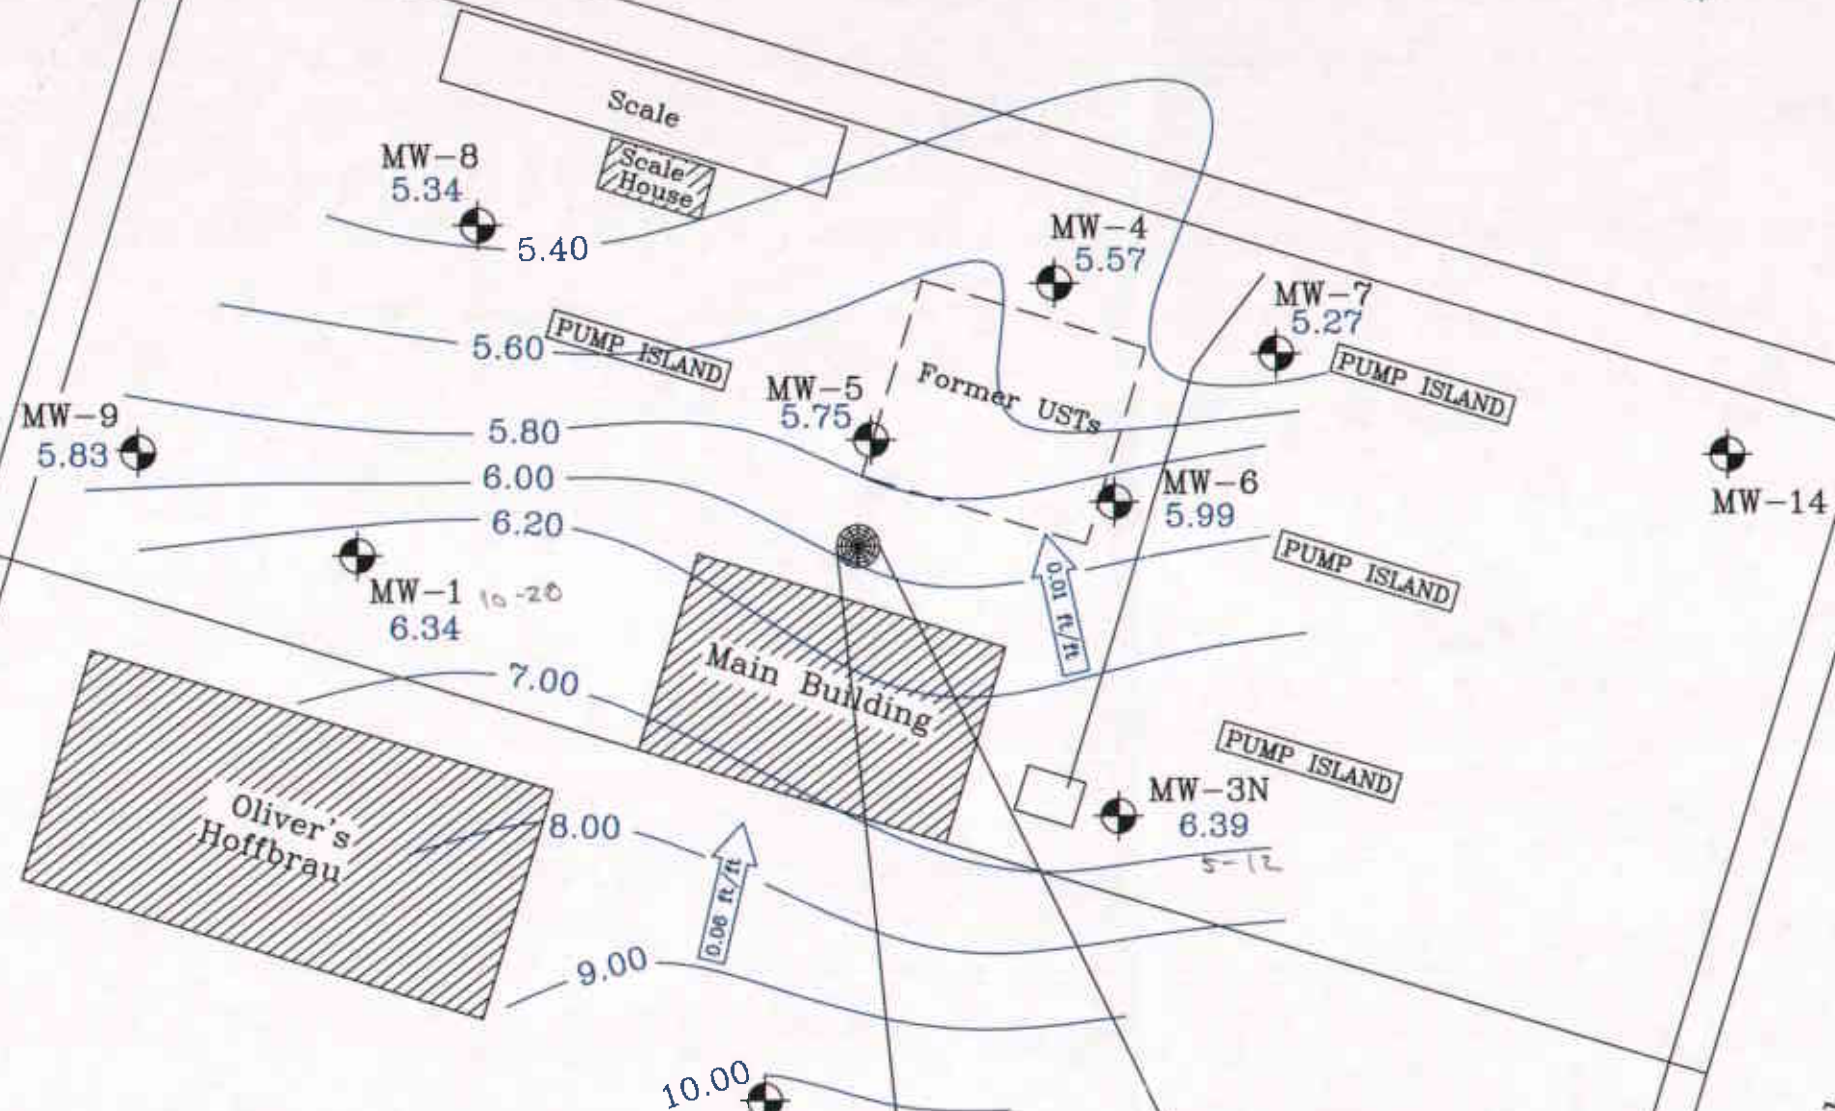 Scale
Scale
House
MW-8
5.34
5.40
MW-4
5.57
MW-7
5.27
5.60
PUMP ISLAND
PUMP ISLAND
Former USTs
MW-5
5.75
MW-9
5.83
5.80
6.00
6.20
MW-6
5.99
MW-14
PUMP ISLAND
0.01 ft/ft
MW-1 10-20
6.34
7.00
Main Building
PUMP ISLAND
MW-3N
6.39
5-12
Oliver's
Hoffbrau
8.00
0.06 ft/ft
9.00
10.00